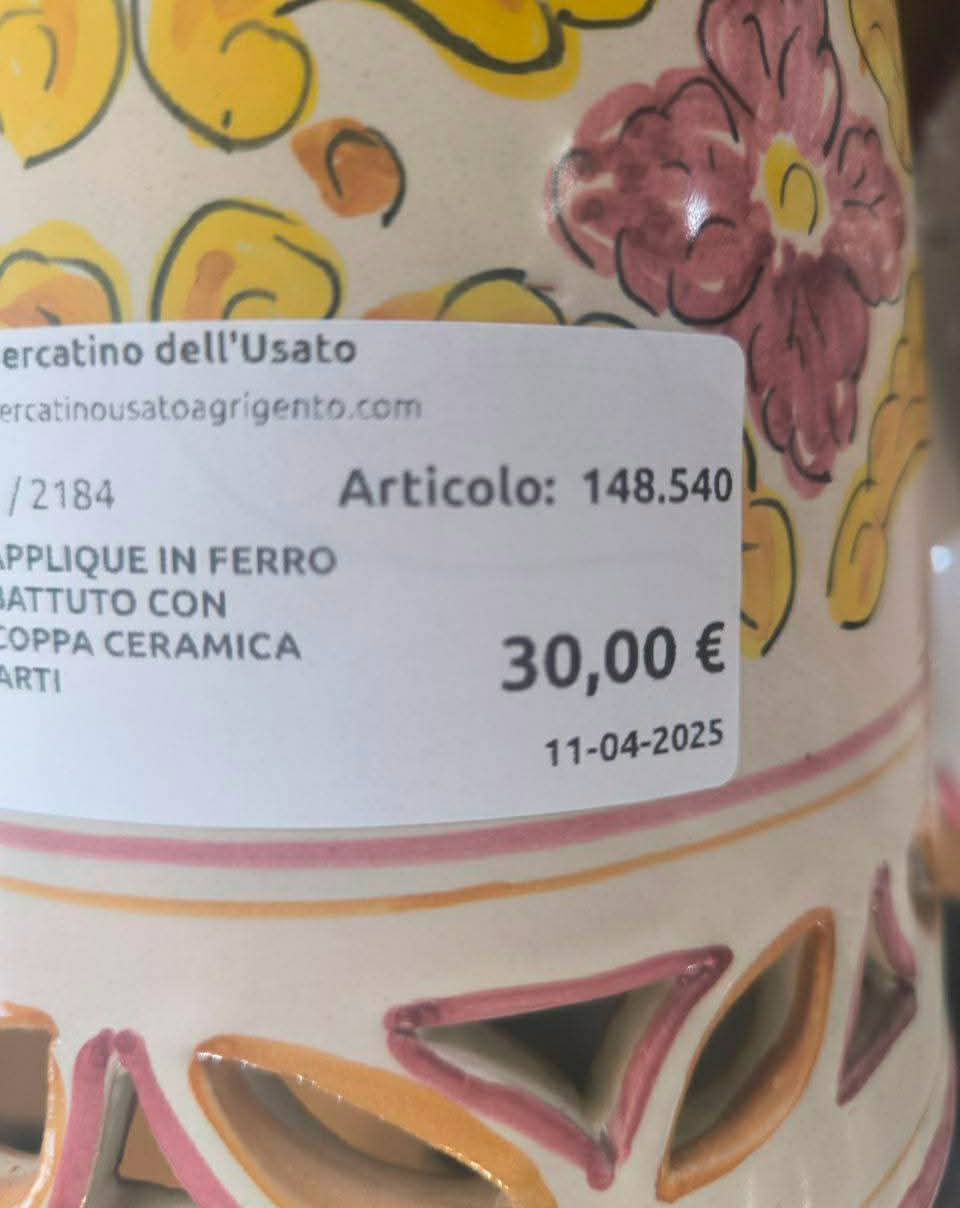 ercatino dell'Usato
ercatinousatoagrigento.com
/2184 Articolo: 148.540
APPLIQUE IN FERRO
BATTUTO CON
COPPA CERAMICA
ARTI
30,00 €
11-04-2025